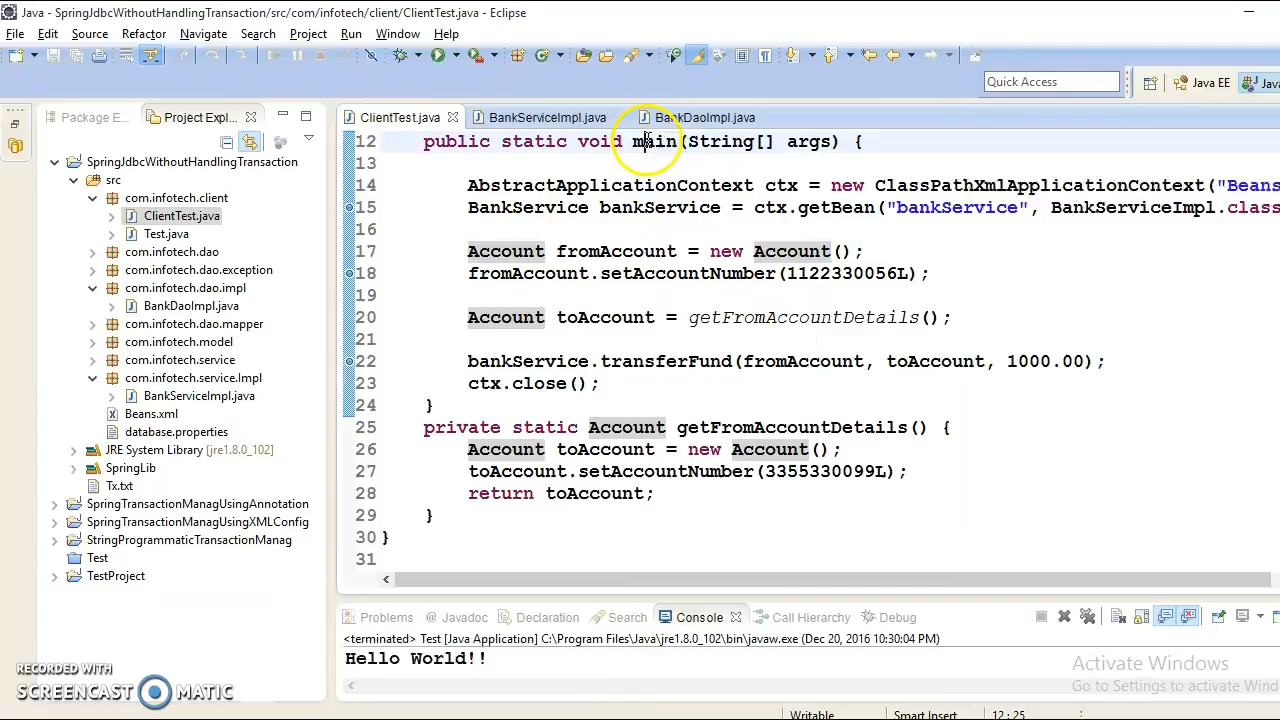 Java - SpringJdbcWithoutHandlingTransaction/src/com/infotech/client/ClientTest.java - Eclipse
File Edit Source Refactor Navigate Search Project Run Window Help
Quick Access
Java EE
Java
Package E...
Project Expl...
SpringJdbcWithoutHandlingTransaction
src
com.infotech.client
ClientTest.java
Test.java
com.infotech.dao
com.infotech.dao.exception
com.infotech.dao.impl
BankDaoImpl.java
com.infotech.dao.mapper
com.infotech.model
com.infotech.service
com.infotech.service.Impl
BankServiceImpl.java
Beans.xml
database.properties
JRE System Library [jre1.8.0_102]
SpringLib
Tx.txt
SpringTransactionManagUsingAnnotation
SpringTransactionManagUsingXMLConfig
StringProgrammaticTransactionManag
Test
TestProject
ClientTest.java BankServiceImpl.java BankDaoImpl.java
12 public static void main(String[] args) {
13
14 AbstractApplicationContext ctx = new ClassPathXmlApplicationContext("Beans
15 BankService bankService = ctx.getBean("bankService", BankServiceImpl.class
16
17 Account fromAccount = new Account();
18 fromAccount.setAccountNumber(1122330056L);
19
20 Account toAccount = getFromAccountDetails();
21
22 bankService.transferFund(fromAccount, toAccount, 1000.00);
23 ctx.close();
24 }
25 private static Account getFromAccountDetails() {
26 Account toAccount = new Account();
27 toAccount.setAccountNumber(3355330099L);
28 return toAccount;
29 }
30 }
31
Problems Javadoc Declaration Search Console Call Hierarchy Debug
<terminated> Test [Java Application] C:\Program Files\Java\jre1.8.0_102\bin\javaw.exe (Dec 20, 2016 10:30:04 PM)
Hello World!!
Activate Windows
Go to Settings to activate Win
RECORDED WITH
SCREENCAST MATIC
Writable Smart Insert 12 : 25